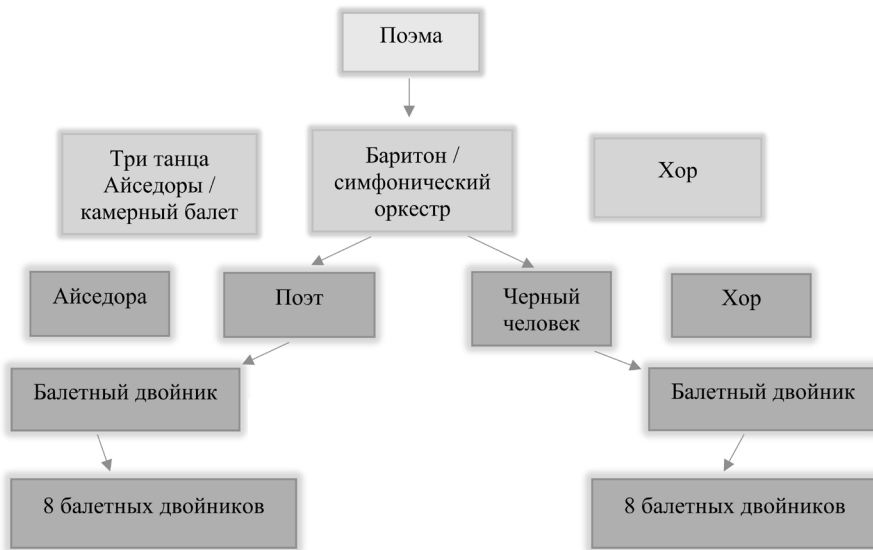 Поэма
Три танца
Айседоры /
камерный балет
Баритон /
симфонический
оркестр
Хор
Айседора
Поэт
Черный
человек
Хор
Балетный двойник
Балетный двойник
8 балетных двойников
8 балетных двойников